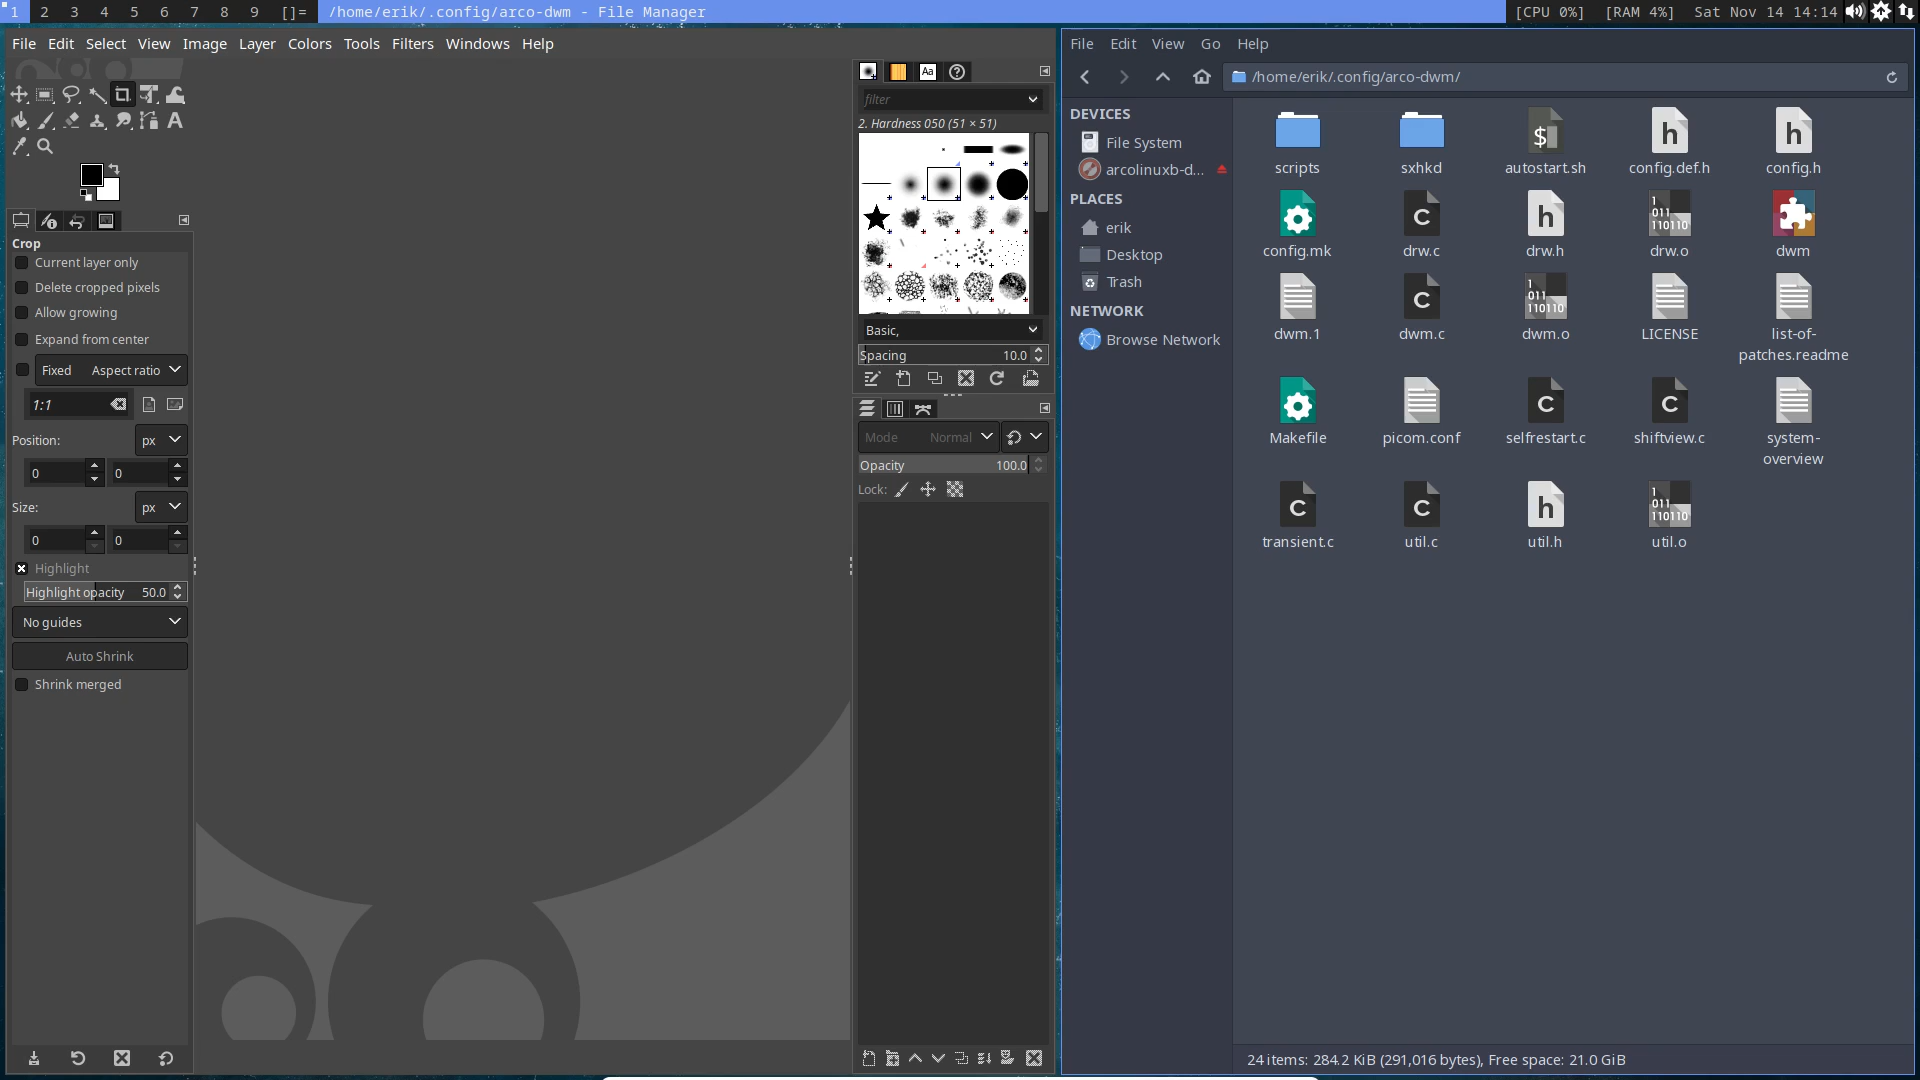 1 2 3 4 5 6 7 8 9 []= /home/erik/.config/arco-dwm - File Manager [CPU 0%] [RAM 4%] Sat Nov 14 14:14
File Edit Select View Image Layer Colors Tools Filters Windows Help
Crop
Current layer only
Delete cropped pixels
Allow growing
Expand from center
Fixed Aspect ratio
1:1
Position: px
0 0
Size: px
0 0
Highlight
Highlight opacity 50.0
No guides
Auto Shrink
Shrink merged
Aa
filter
2. Hardness 050 (51 × 51)
Basic,
Spacing 10.0
Mode Normal
Opacity 100.0
Lock:
File Edit View Go Help
/home/erik/.config/arco-dwm/
DEVICES
File System
arcolinuxb-d...
PLACES
erik
Desktop
Trash
NETWORK
Browse Network
scripts sxhkd autostart.sh config.def.h config.h
config.mk drw.c drw.h drw.o dwm
dwm.1 dwm.c dwm.o LICENSE list-of-
patches.readme
Makefile picom.conf selfrestart.c shiftview.c system-
overview
transient.c util.c util.h util.o
24 items: 284.2 KiB (291,016 bytes), Free space: 21.0 GiB